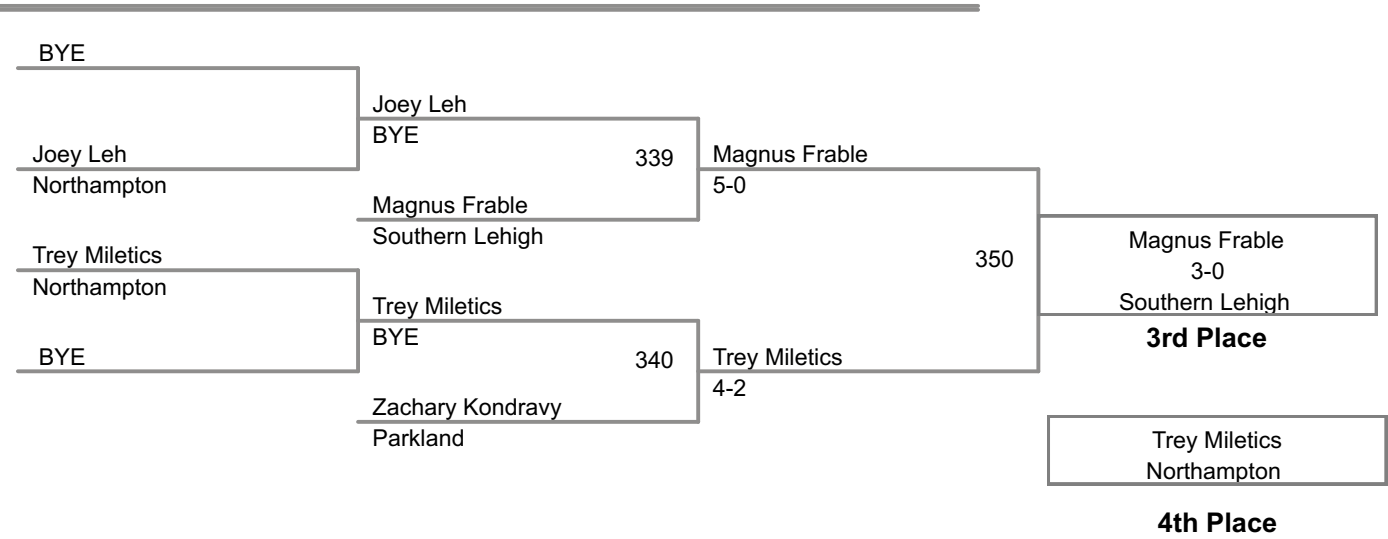 BYE
Joey Leh
BYE
Joey Leh
Northampton
339
Magnus Frable
5-0
Magnus Frable
Southern Lehigh
Trey Miletics
Northampton
350
Magnus Frable
3-0
Southern Lehigh
3rd Place
Trey Miletics
BYE
BYE
340
Trey Miletics
4-2
Zachary Kondravy
Parkland
Trey Miletics
Northampton
4th Place